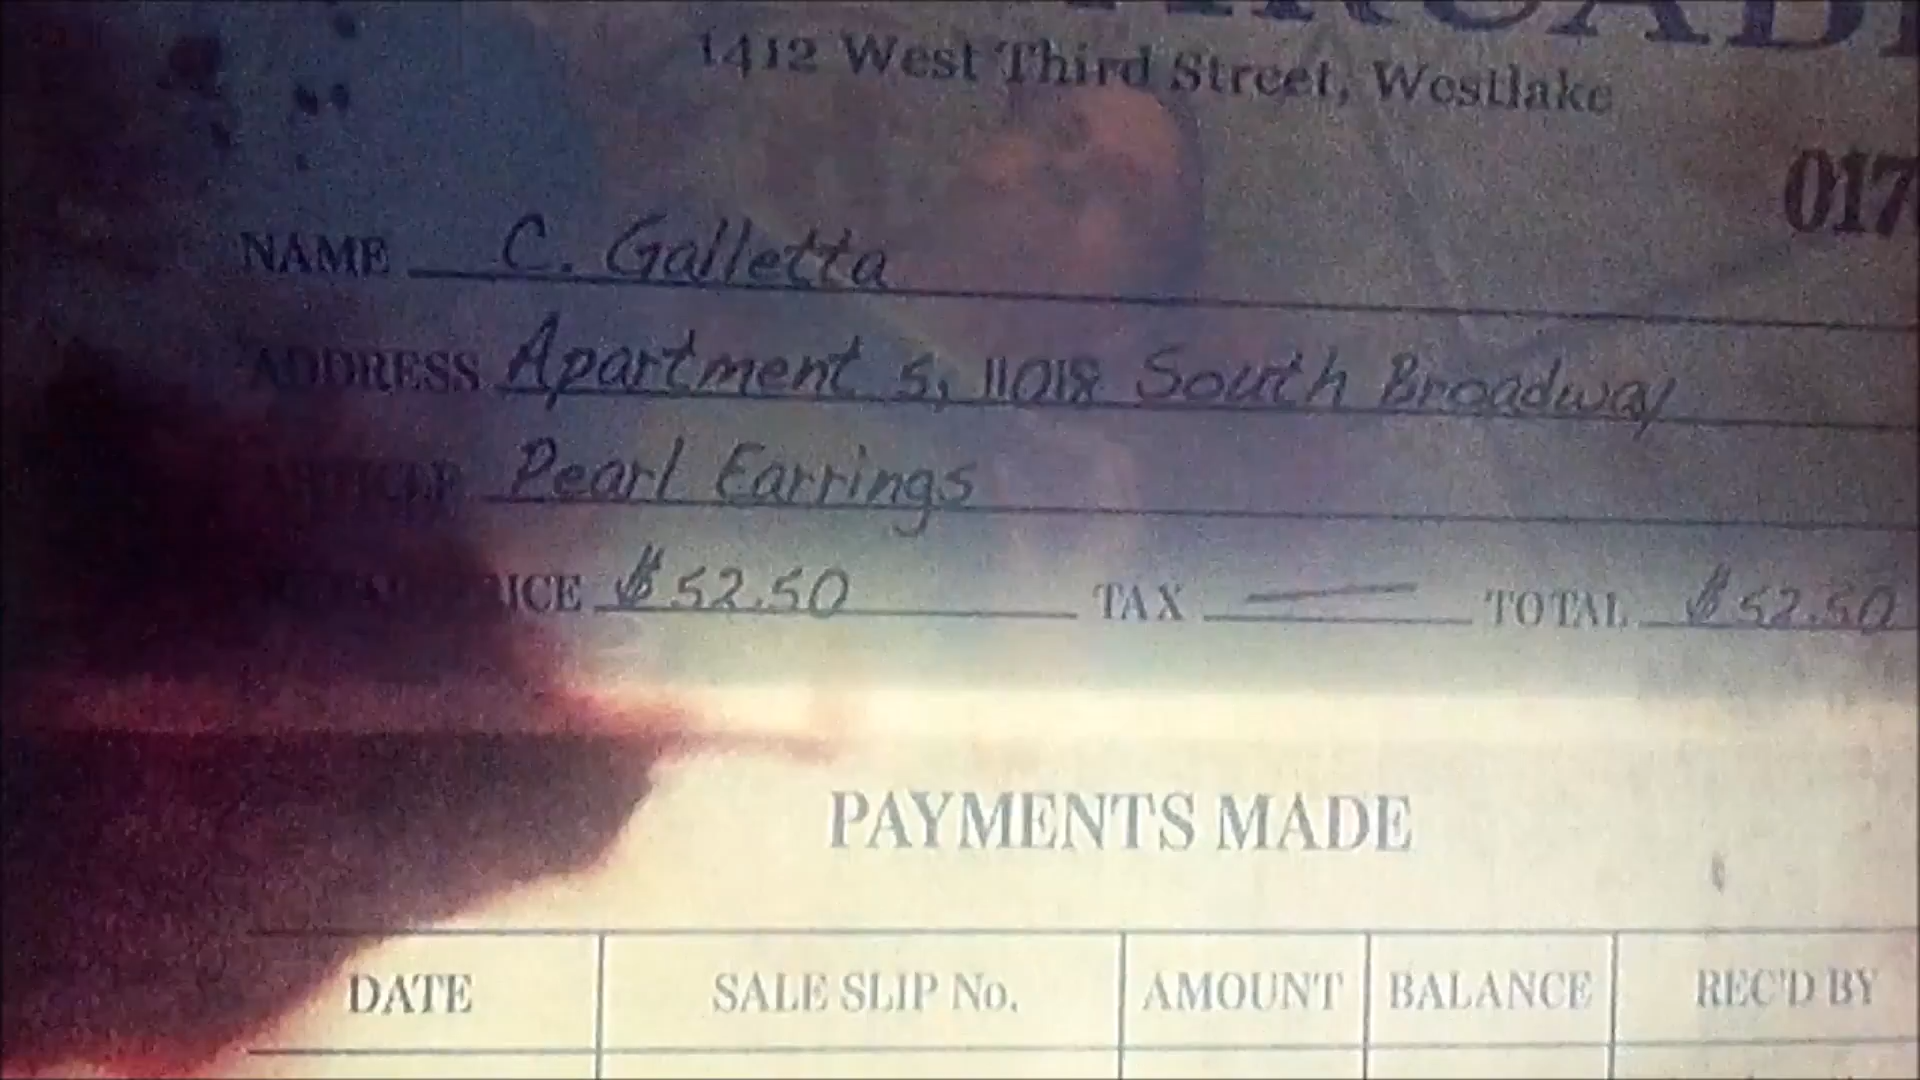 1412 West Third Street, Westlake
017
NAME C. Galletta
ADDRESS Apartment 5, 11018 South Broadway
ARTICLE Pearl Earrings
$52.50 TAX — TOTAL $52.50
PAYMENTS MADE
DATE SALE SLIP No. AMOUNT BALANCE REC'D BY